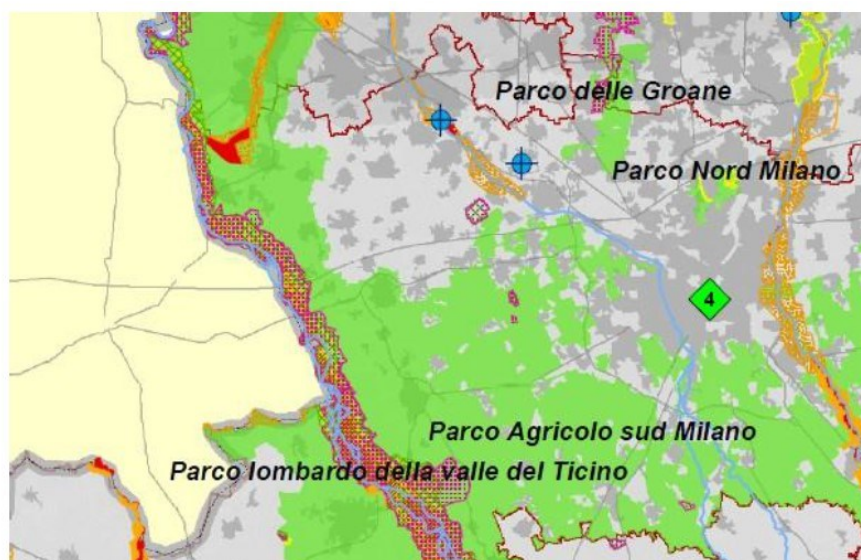 Parco delle Groane
Parco Nord Milano
4
Parco Agricolo sud Milano
Parco lombardo della valle del Ticino